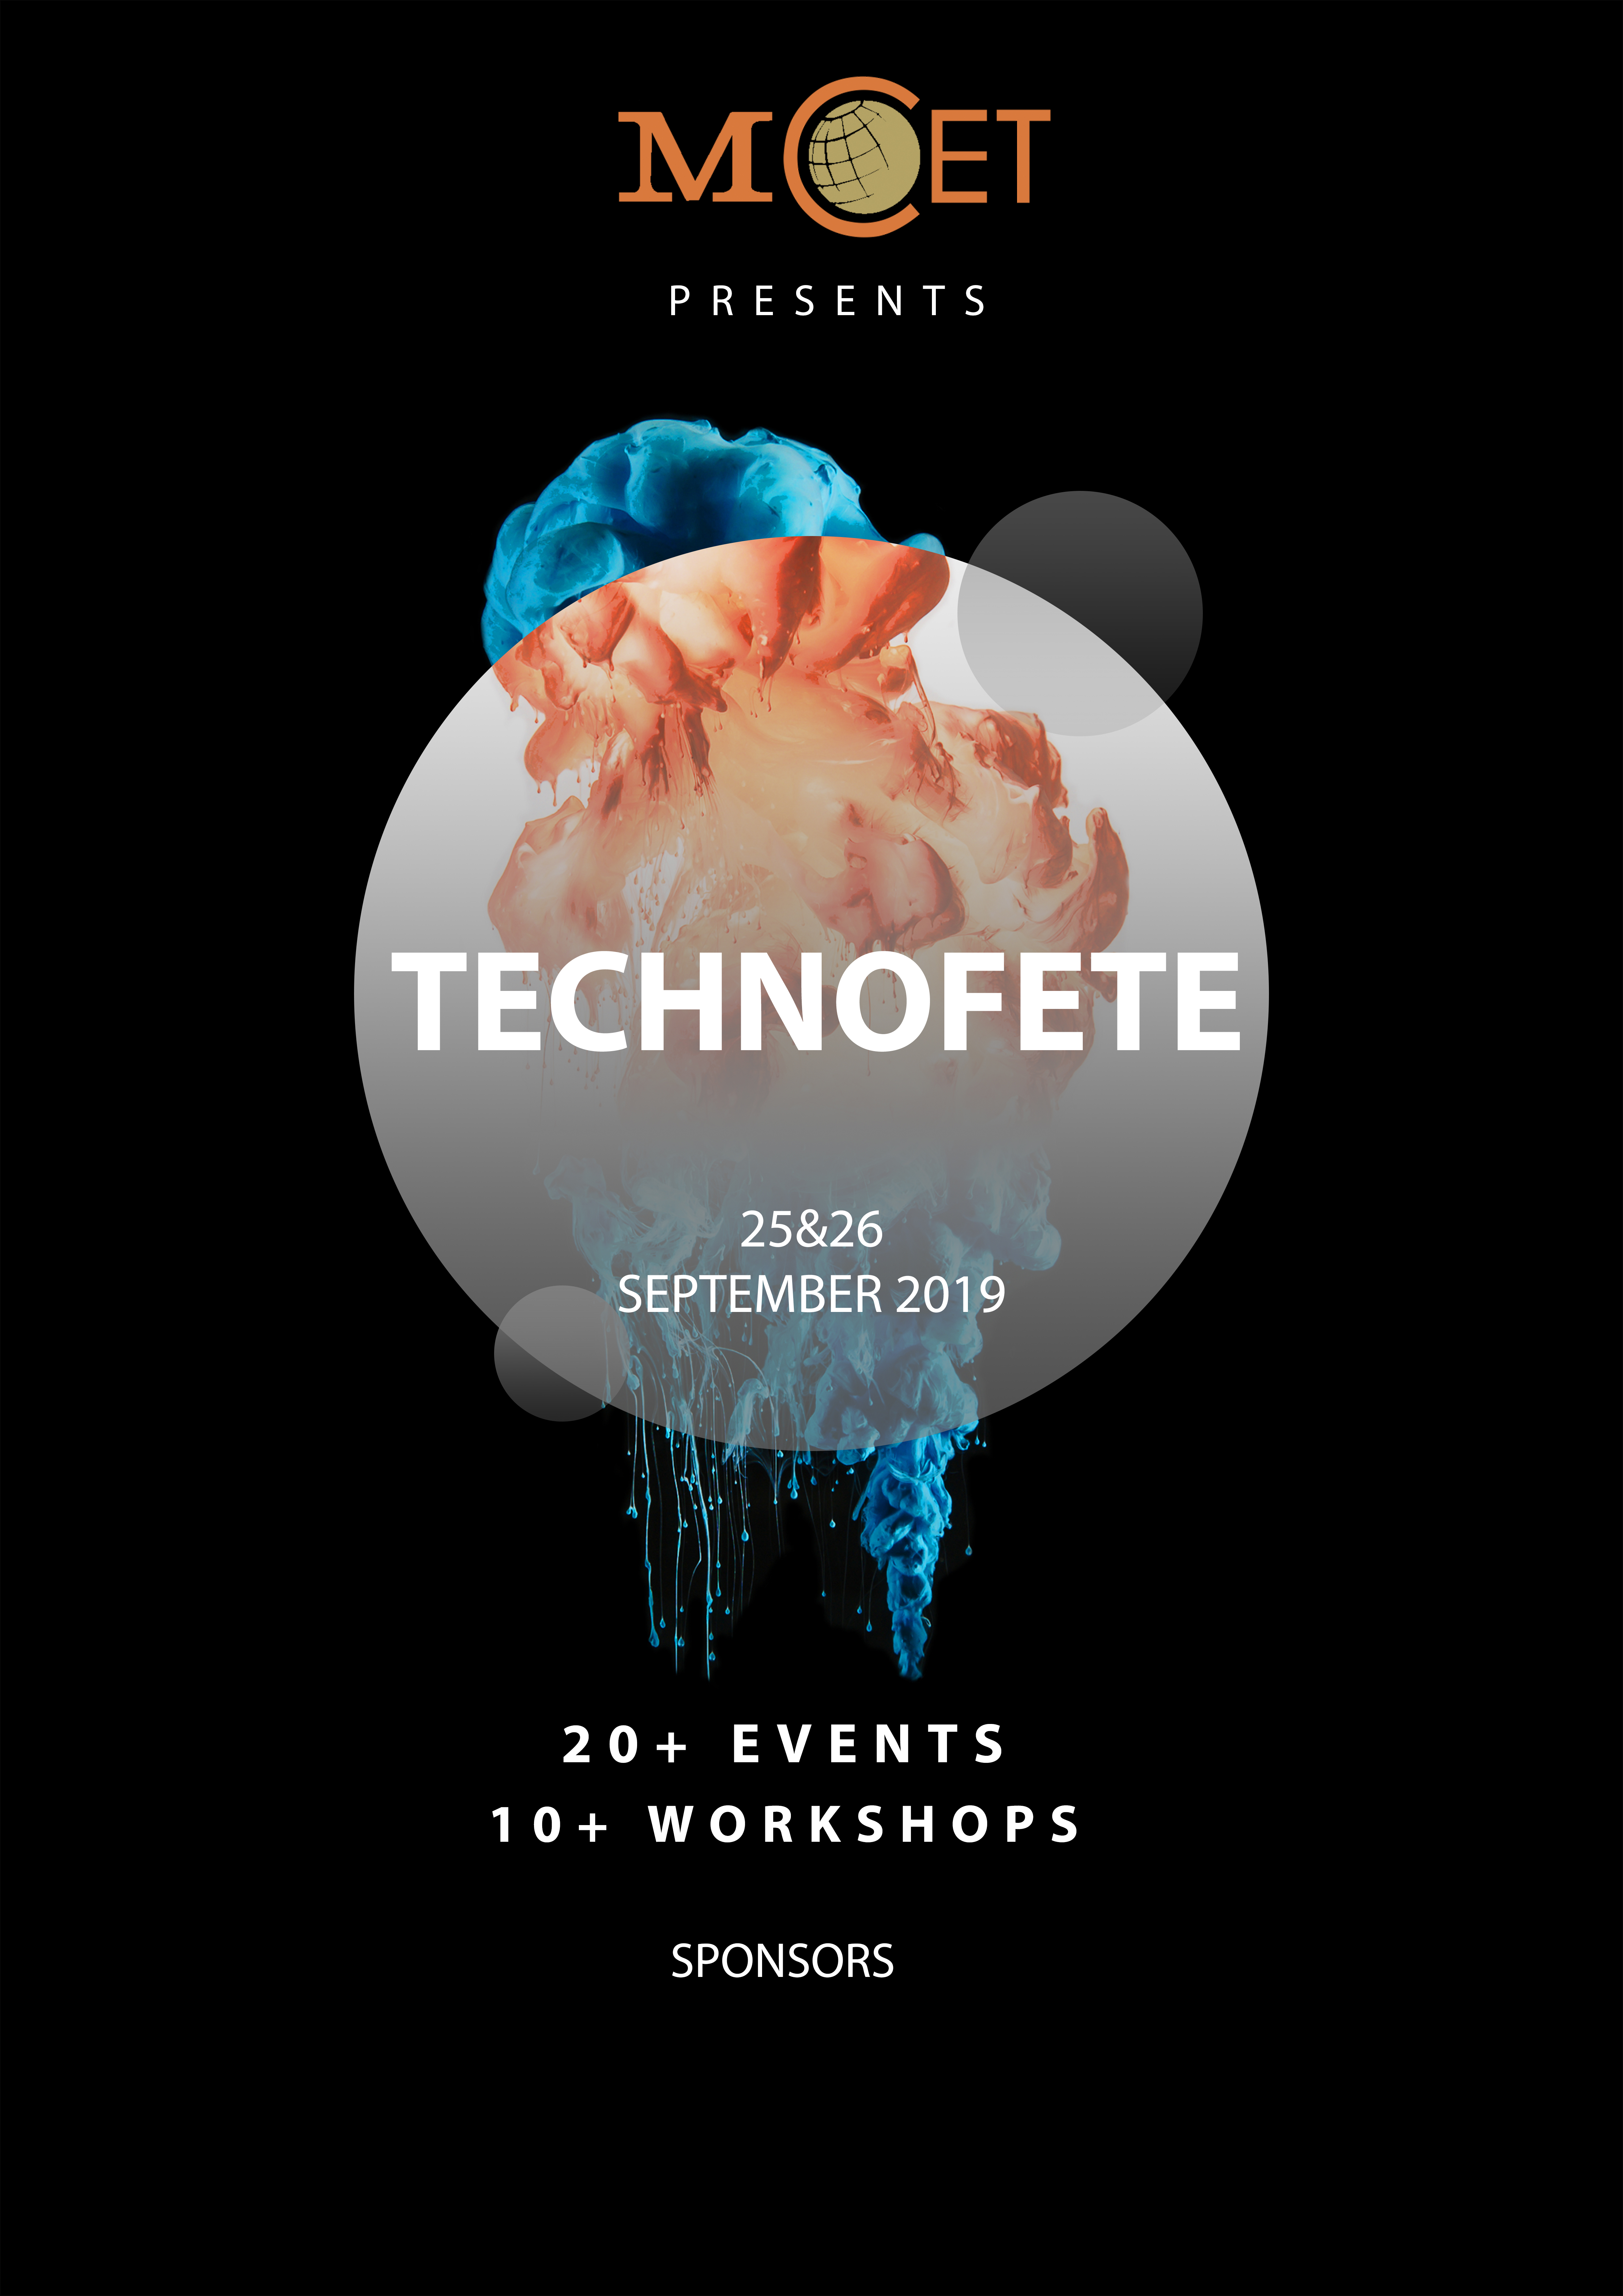 MCET
PRESENTS
TECHNOFETE
25&26
SEPTEMBER 2019
20+ EVENTS
10+ WORKSHOPS
SPONSORS